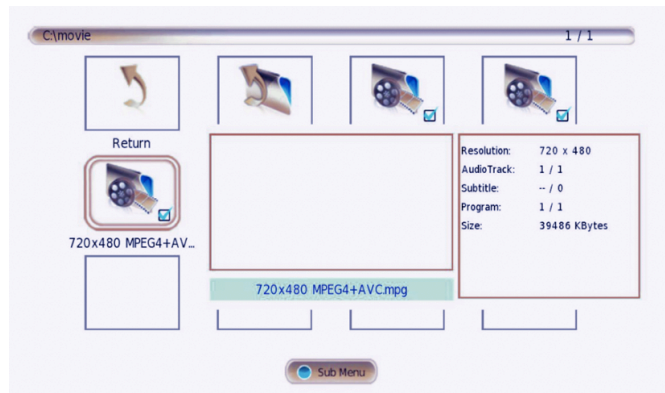 C:\movie 1 / 1
Return
720x480 MPEG4+AV...
Resolution: 720 x 480
AudioTrack: 1 / 1
Subtitle: -- / 0
Program: 1 / 1
Size: 39486 KBytes
720x480 MPEG4+AVC.mpg
Sub Menu